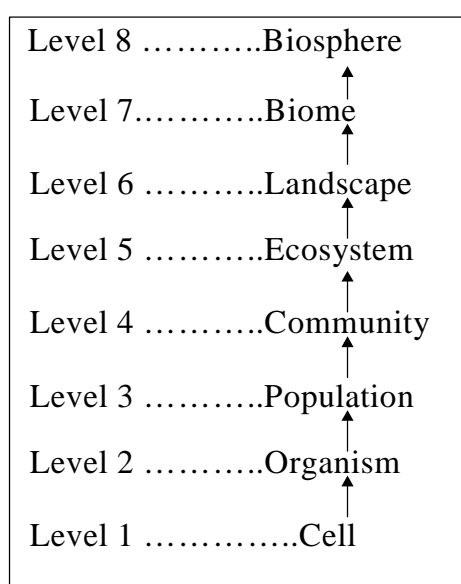 Level 8 ………..Biosphere
Level 7.…………Biome
Level 6 ………..Landscape
Level 5 ………..Ecosystem
Level 4 ………..Community
Level 3 ………..Population
Level 2 ………..Organism
Level 1 …………..Cell